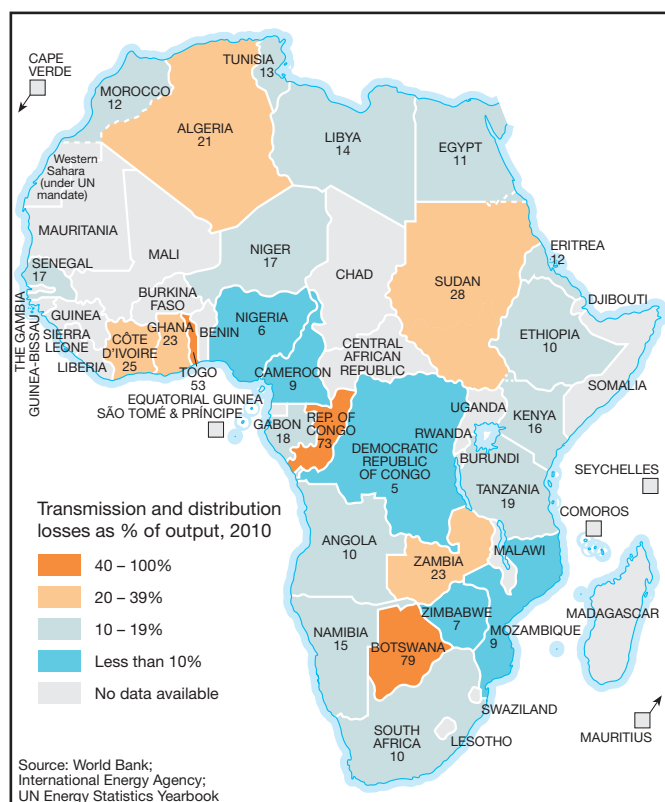 CAPE
VERDE
TUNISIA
13
MOROCCO
12
ALGERIA
21
LIBYA
14
EGYPT
11
Western
Sahara
(under UN
mandate)
MAURITANIA
MALI
NIGER
17
CHAD
SUDAN
28
ERITREA
12
SENEGAL
17
THE GAMBIA
GUINEA-BISSAU
GUINEA
SIERRA
LEONE
LIBERIA
BURKINA
FASO
CÔTE
D'IVOIRE
25
GHANA
23
TOGO
53
BENIN
NIGERIA
6
DJIBOUTI
ETHIOPIA
10
CENTRAL
AFRICAN
REPUBLIC
CAMEROON
9
SOMALIA
EQUATORIAL GUINEA
SÃO TOMÉ & PRÍNCIPE
GABON
18
REP. OF
CONGO
73
UGANDA
KENYA
16
RWANDA
DEMOCRATIC
REPUBLIC
OF CONGO
5
BURUNDI
SEYCHELLES
TANZANIA
19
COMOROS
Transmission and distribution
losses as % of output, 2010
40 – 100%
20 – 39%
10 – 19%
Less than 10%
No data available
ANGOLA
10
ZAMBIA
23
MALAWI
ZIMBABWE
7
MOZAMBIQUE
9
MADAGASCAR
NAMIBIA
15
BOTSWANA
79
SWAZILAND
MAURITIUS
SOUTH
AFRICA
10
LESOTHO
Source: World Bank;
International Energy Agency;
UN Energy Statistics Yearbook